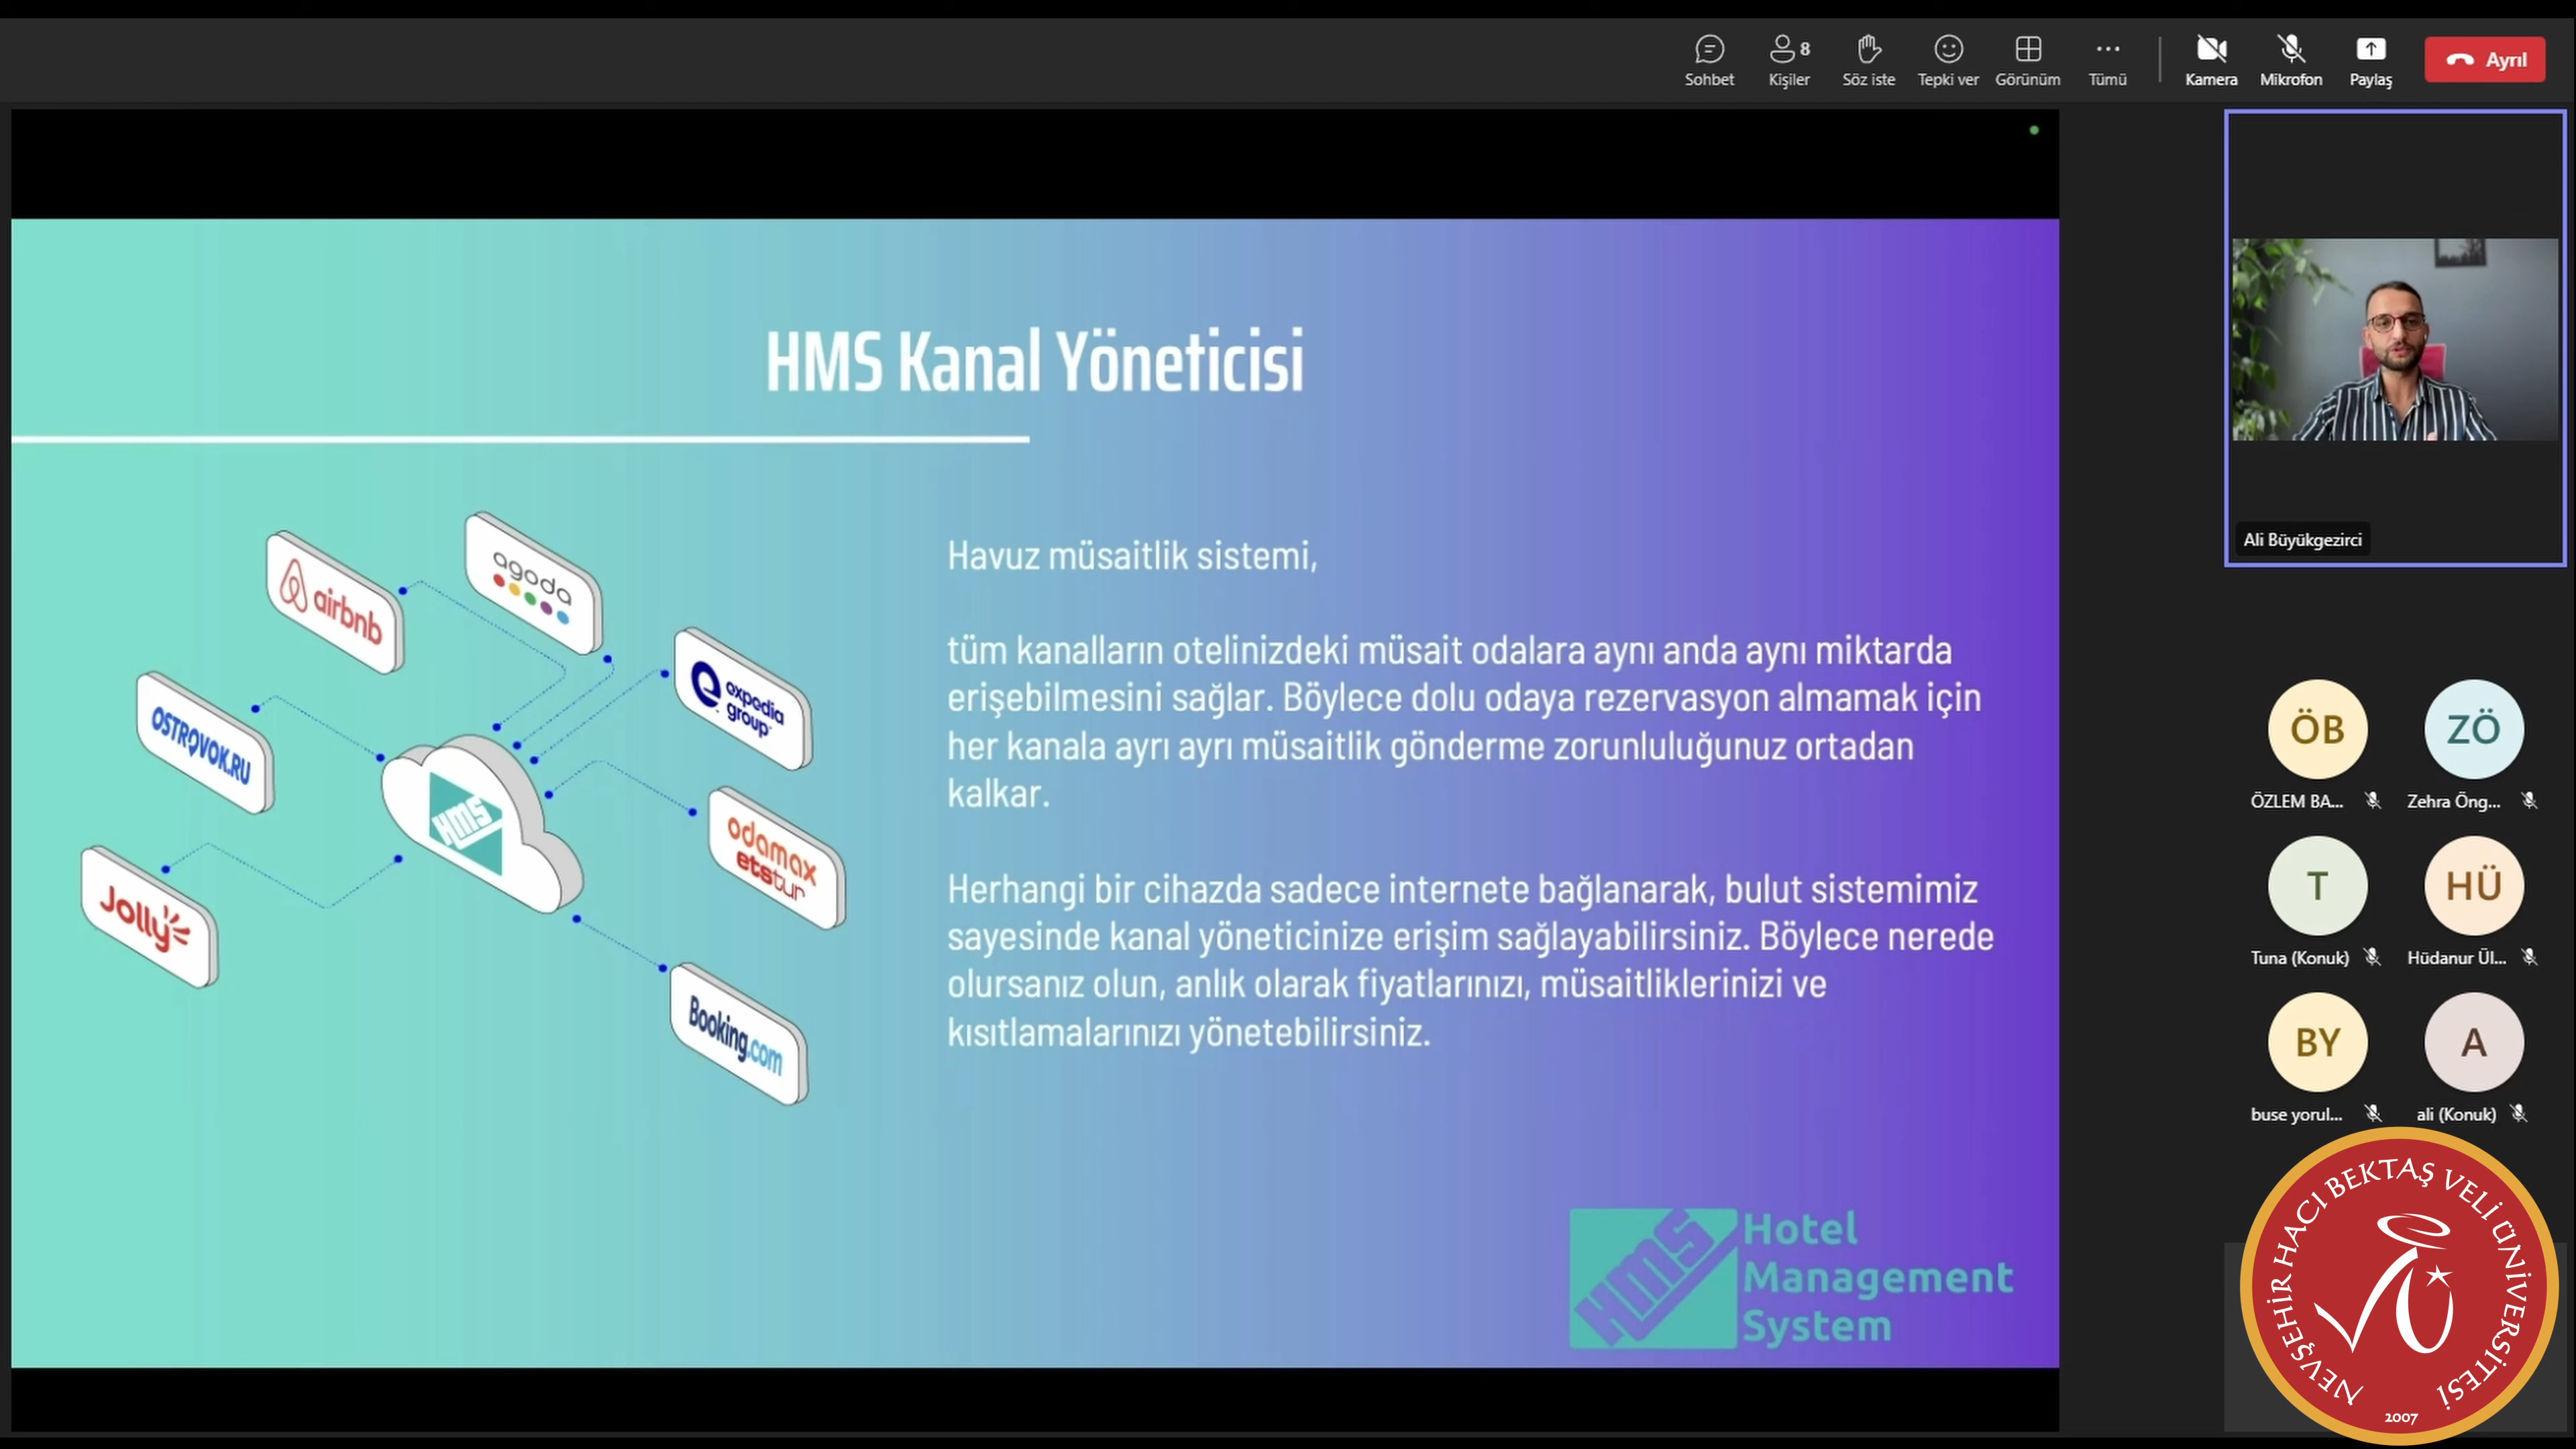 8
Sohbet
Kişiler
Söz iste
Tepki ver
Görünüm
Tümü
Kamera
Mikrofon
Paylaş
Ayrıl
HMS Kanal Yöneticisi
airbnb
agoda
expedia
group
OSTROVOK.RU
HMS
odamax
etstur
Jolly
Booking.com
Havuz müsaitlik sistemi,
tüm kanalların otelinizdeki müsait odalara aynı anda aynı miktarda
erişebilmesini sağlar. Böylece dolu odaya rezervasyon almamak için
her kanala ayrı ayrı müsaitlik gönderme zorunluluğunuz ortadan
kalkar.
Herhangi bir cihazda sadece internete bağlanarak, bulut sistemimiz
sayesinde kanal yöneticinize erişim sağlayabilirsiniz. Böylece nerede
olursanız olun, anlık olarak fiyatlarınızı, müsaitliklerinizi ve
kısıtlamalarınızı yönetebilirsiniz.
HMS
Hotel
Management
System
Ali Büyükgezirci
ÖB
ZÖ
ÖZLEM BA...
Zehra Öng...
T
HÜ
Tuna (Konuk)
Hüdanur Ül...
BY
A
buse yorul...
ali (Konuk)
NEVŞEHİR HACI BEKTAŞ VELİ ÜNİVERSİTESİ
2007